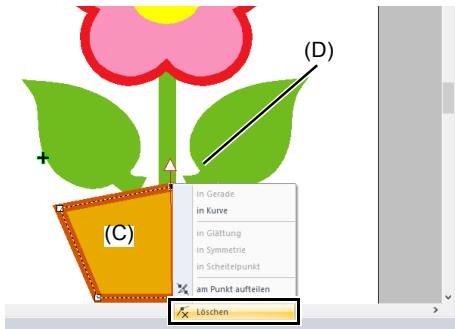 (D)
(C)
in Gerade
in Kurve
in Glättung
in Symmetrie
in Scheitelpunkt
am Punkt aufteilen
Löschen